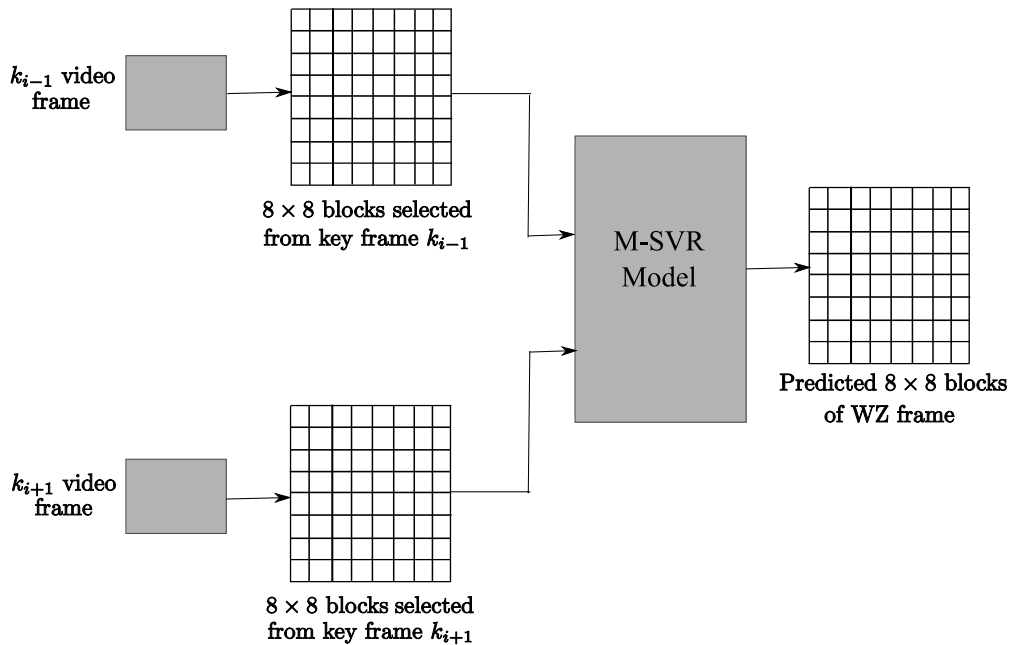 k_{i−1} video
frame
8 × 8 blocks selected
from key frame k_{i−1}
M-SVR
Model
Predicted 8 × 8 blocks
of WZ frame
k_{i+1} video
frame
8 × 8 blocks selected
from key frame k_{i+1}